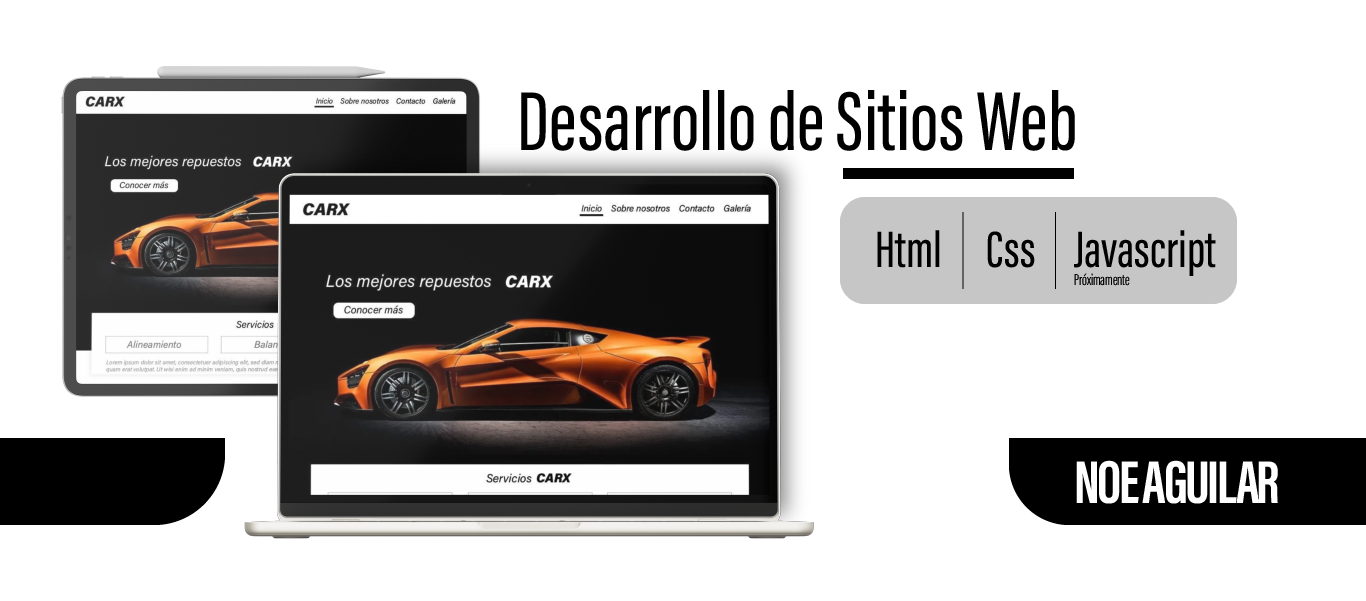 Desarrollo de Sitios Web
Html
Css
Javascript
Próximamente
CARX
Inicio Sobre nosotros Contacto Galería
Los mejores repuestos CARX
Conocer más
Servicios
Alineamiento
Balan
Lorem ipsum dolor sit amet, consectetuer adipiscing elit, sed diam n
quam erat volutpat. Ut wisi enim ad minim veniam, quis nostrud exe
CARX
Inicio Sobre nosotros Contacto Galería
Los mejores repuestos CARX
Conocer más
Servicios CARX
NOE AGUILAR